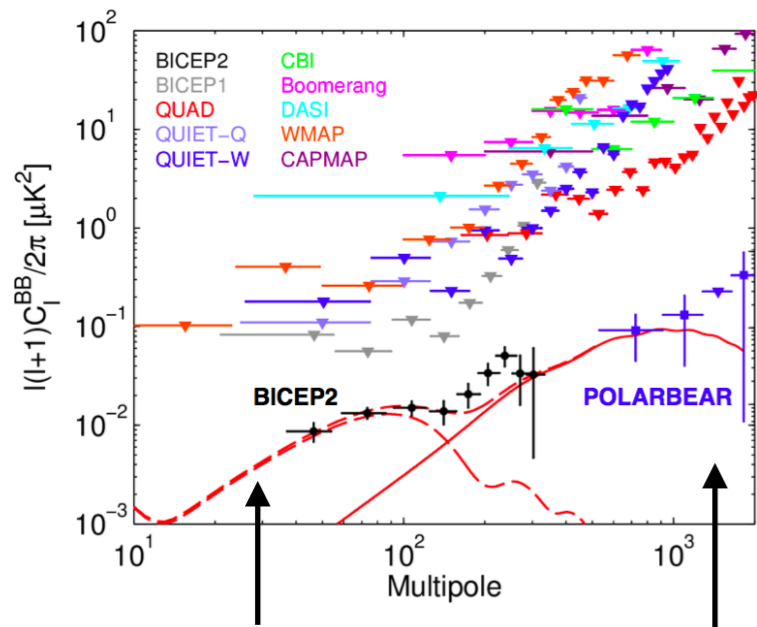 10²
BICEP2 CBI
BICEP1 Boomerang
QUAD DASI
QUIET−Q WMAP
QUIET−W CAPMAP
10¹
10⁰
10⁻¹
10⁻²
10⁻³
l(l+1)C_l^BB/2π [μK²]
BICEP2
POLARBEAR
10¹ 10² 10³
Multipole